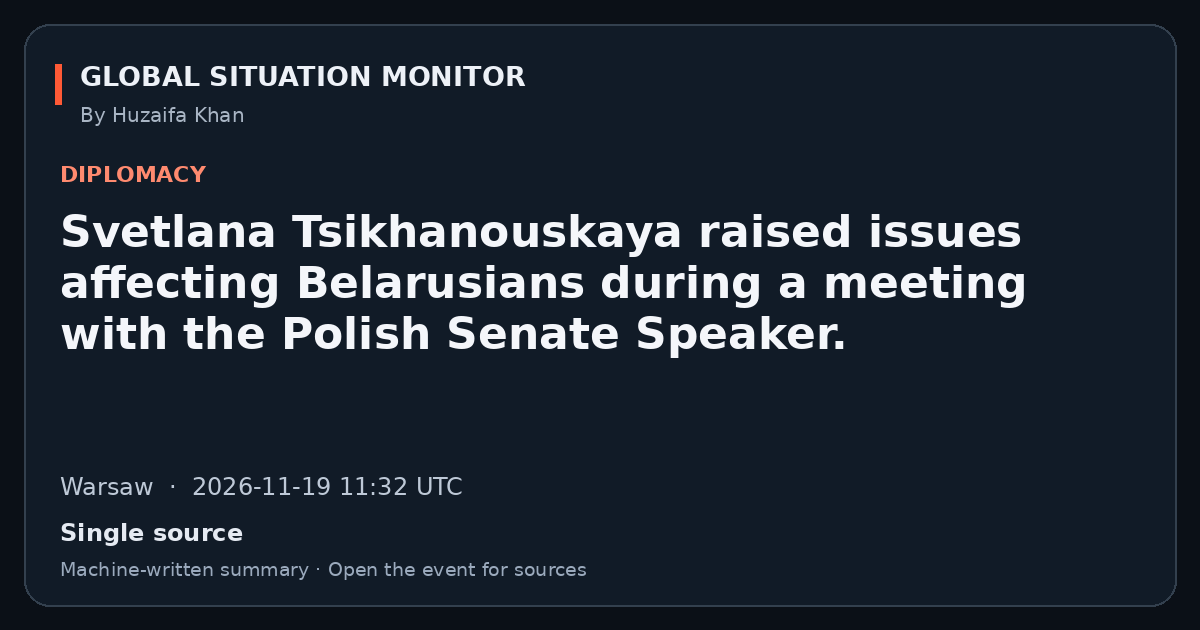 GLOBAL SITUATION MONITOR
By Huzaifa Khan
DIPLOMACY
Svetlana Tsikhanouskaya raised issues
affecting Belarusians during a meeting
with the Polish Senate Speaker.
Warsaw · 2026-11-19 11:32 UTC
Single source
Machine-written summary · Open the event for sources